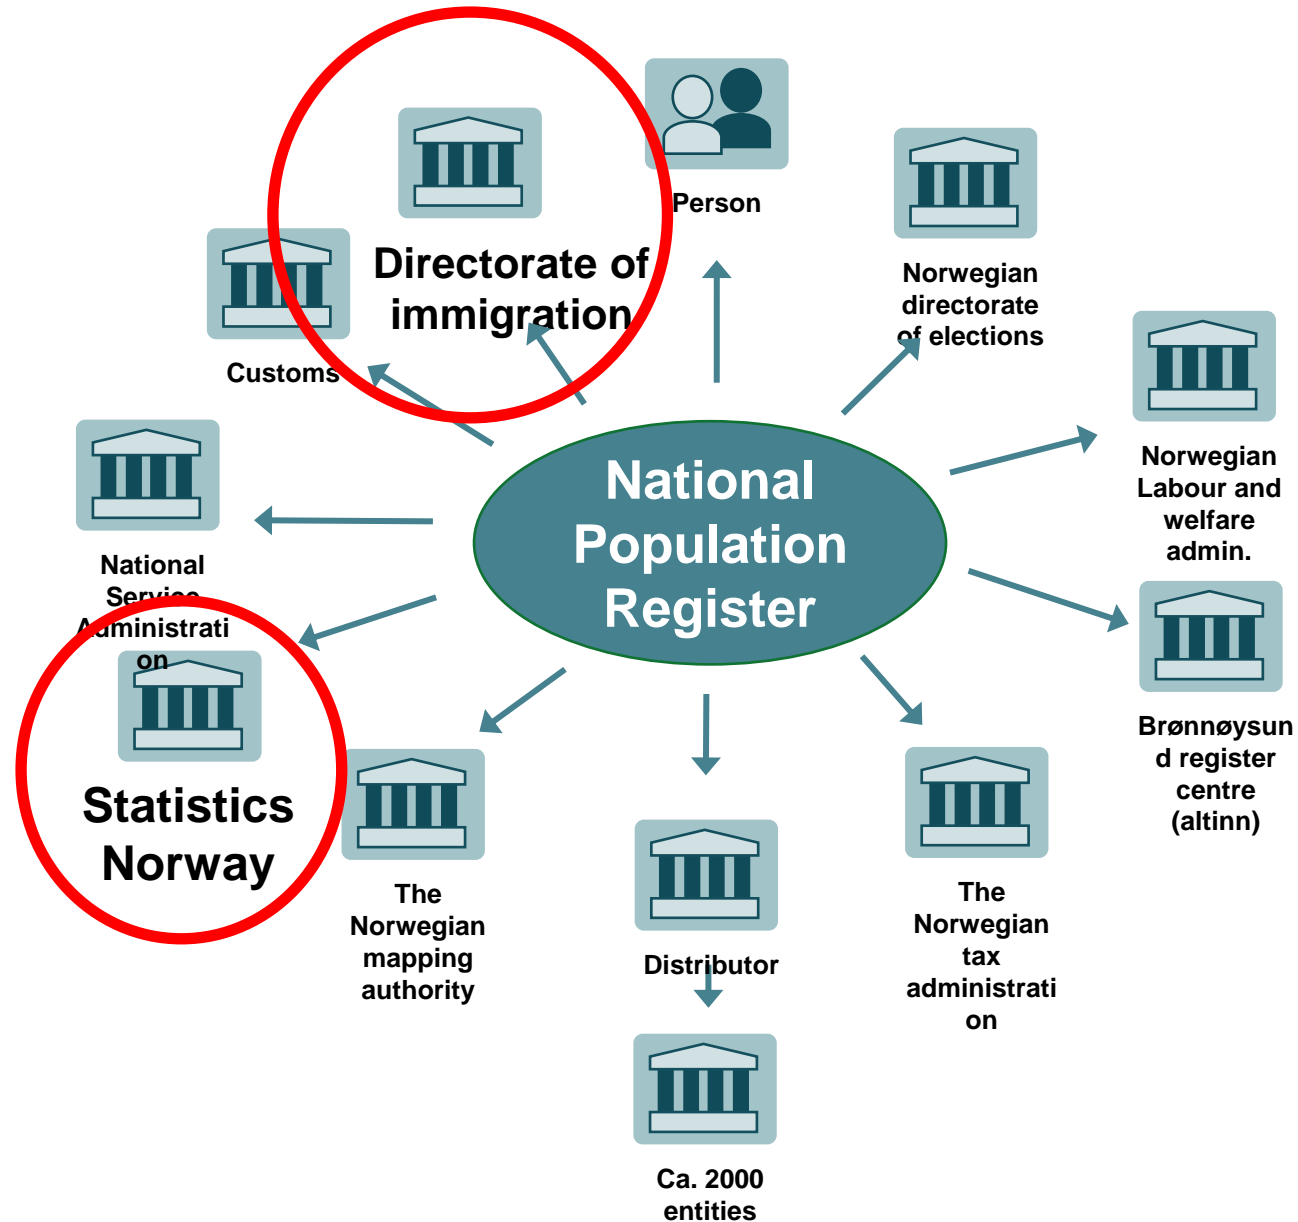 Person
Directorate of
immigration
Norwegian
directorate
of elections
Customs
Norwegian
Labour and
welfare
admin.
National
Population
Register
National
Service
Administrati
on
Brønnøysun
d register
centre
(altinn)
Statistics
Norway
The
Norwegian
mapping
authority
Distributor
The
Norwegian
tax
administrati
on
Ca. 2000
entities